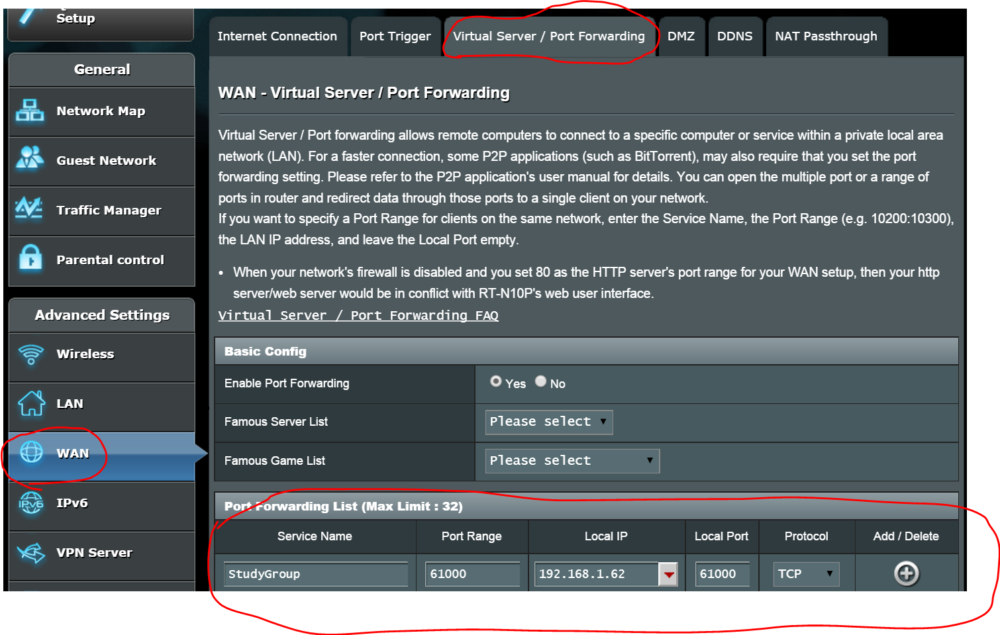 Setup
General
Network Map
Guest Network
Traffic Manager
Parental control
Advanced Settings
Wireless
LAN
WAN
IPv6
IPv6
VPN Server
Internet Connection
Port Trigger
Virtual Server / Port Forwarding
DMZ
DDNS
NAT Passthrough
WAN - Virtual Server / Port Forwarding
Virtual Server / Port forwarding allows remote computers to connect to a specific computer or service within a private local area
network (LAN). For a faster connection, some P2P applications (such as BitTorrent), may also require that you set the port
forwarding setting. Please refer to the P2P application's user manual for details. You can open the multiple port or a range of
ports in router and redirect data through those ports to a single client on your network.
If you want to specify a Port Range for clients on the same network, enter the Service Name, the Port Range (e.g. 10200:10300),
the LAN IP address, and leave the Local Port empty.
• When your network's firewall is disabled and you set 80 as the HTTP server's port range for your WAN setup, then your http
server/web server would be in conflict with RT-N10P's web user interface.
Virtual Server / Port Forwarding FAQ
Basic Config
Enable Port Forwarding Yes No
Famous Server List Please select
Famous Game List Please select
Port Forwarding List (Max Limit : 32)
Service Name Port Range Local IP Local Port Protocol Add / Delete
StudyGroup 61000 192.168.1.62 61000 TCP